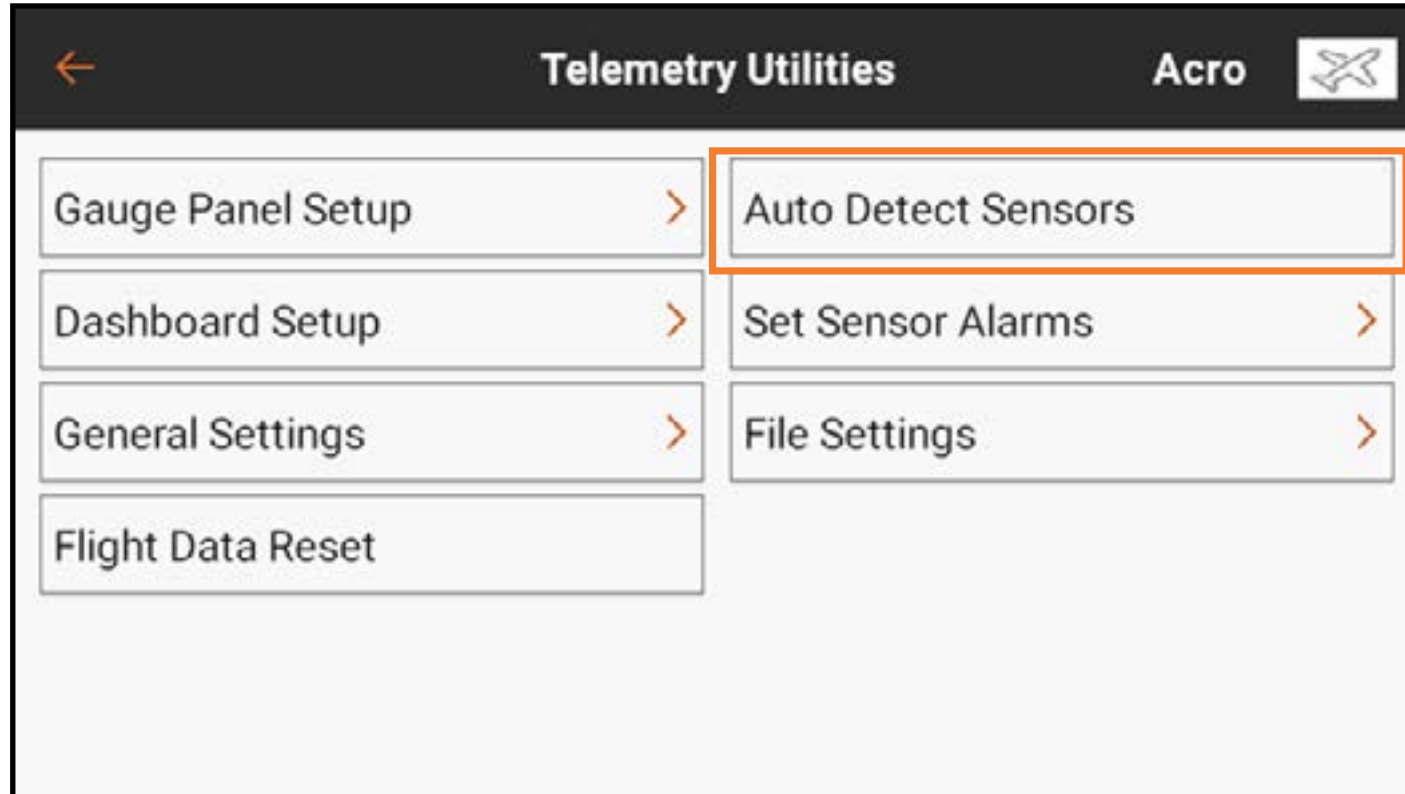 Telemetry Utilities Acro
Gauge Panel Setup
Auto Detect Sensors
Dashboard Setup
Set Sensor Alarms
General Settings
File Settings
Flight Data Reset